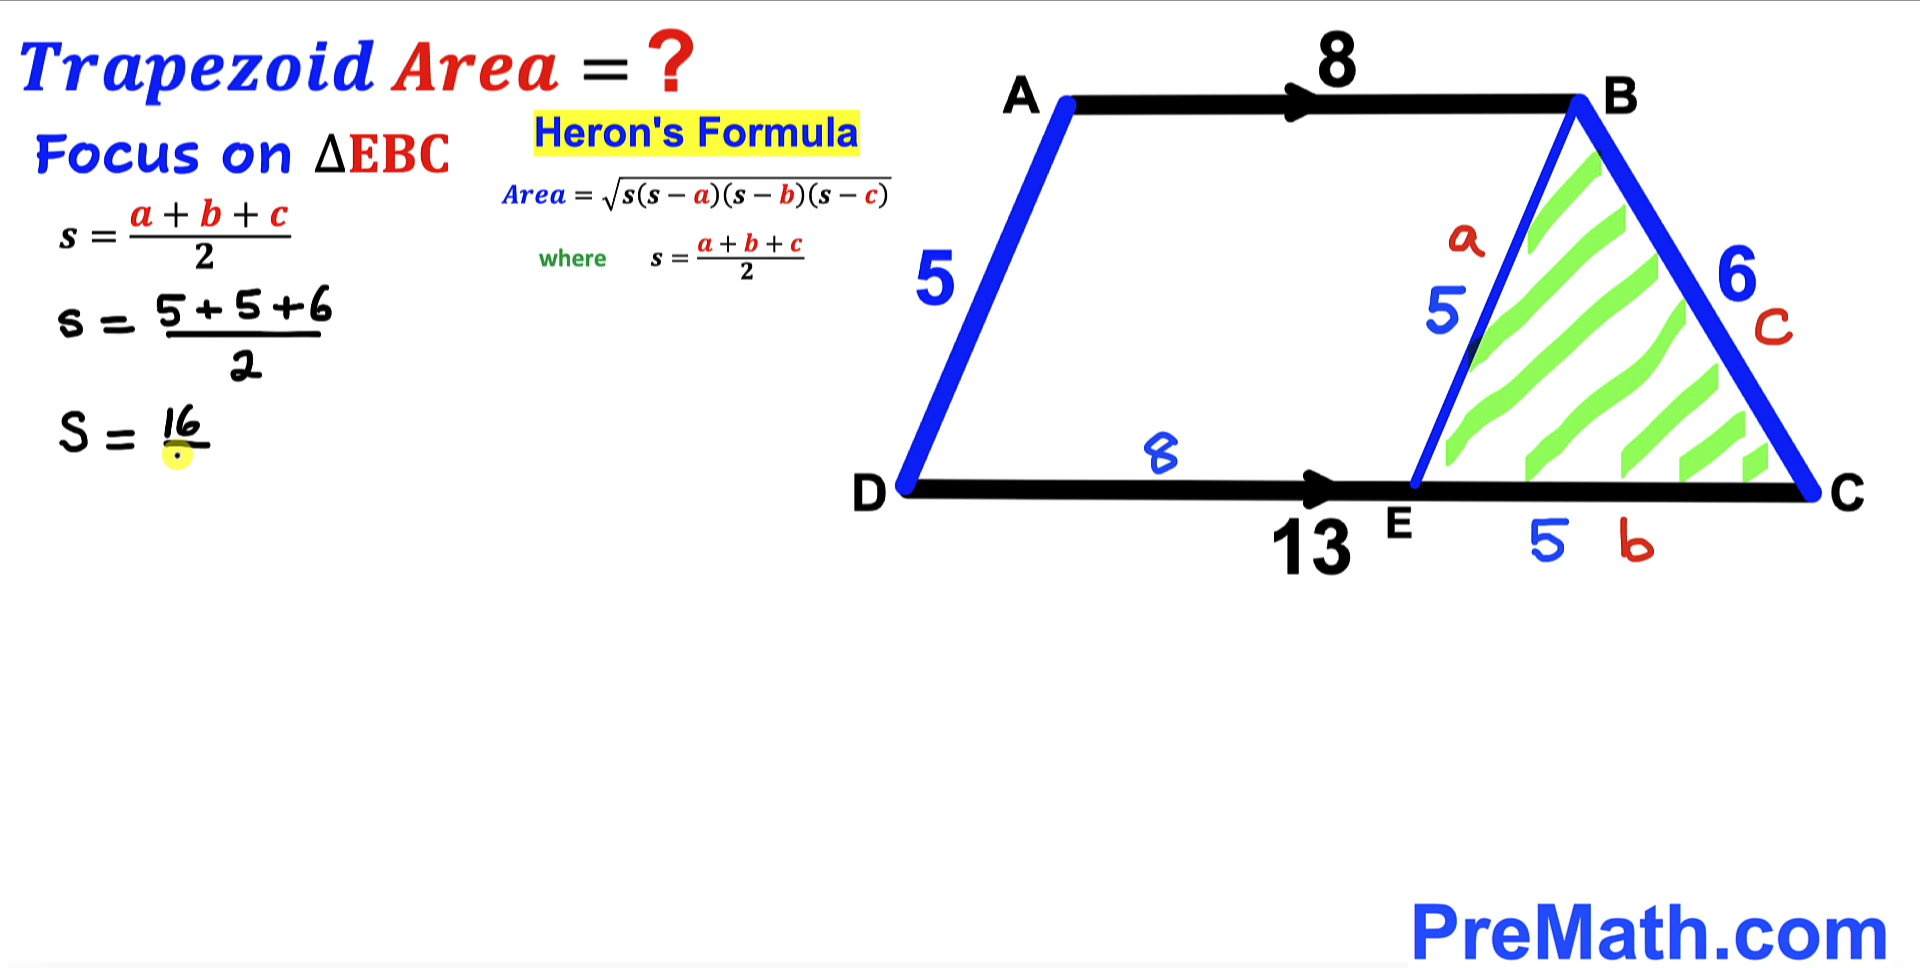 Trapezoid Area = ?
Focus on ΔEBC
s = a + b + c / 2
s = 5 + 5 + 6 / 2
S = 16
Heron's Formula
Area = √s(s − a)(s − b)(s − c)
where s = a + b + c / 2
A
8
B
5
a
5
6
c
8
D
C
13
E
5 b
PreMath.com